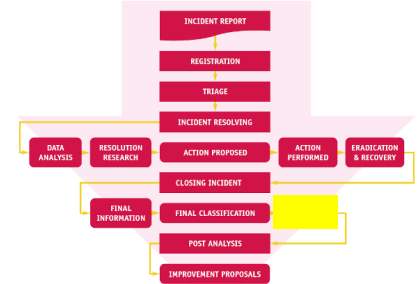 INCIDENT REPORT
REGISTRATION
TRIAGE
INCIDENT RESOLVING
DATA
ANALYSIS
RESOLUTION
RESEARCH
ACTION PROPOSED
ACTION
PERFORMED
ERADICATION
& RECOVERY
CLOSING INCIDENT
FINAL
INFORMATION
FINAL CLASSIFICATION
POST ANALYSIS
IMPROVEMENT PROPOSALS